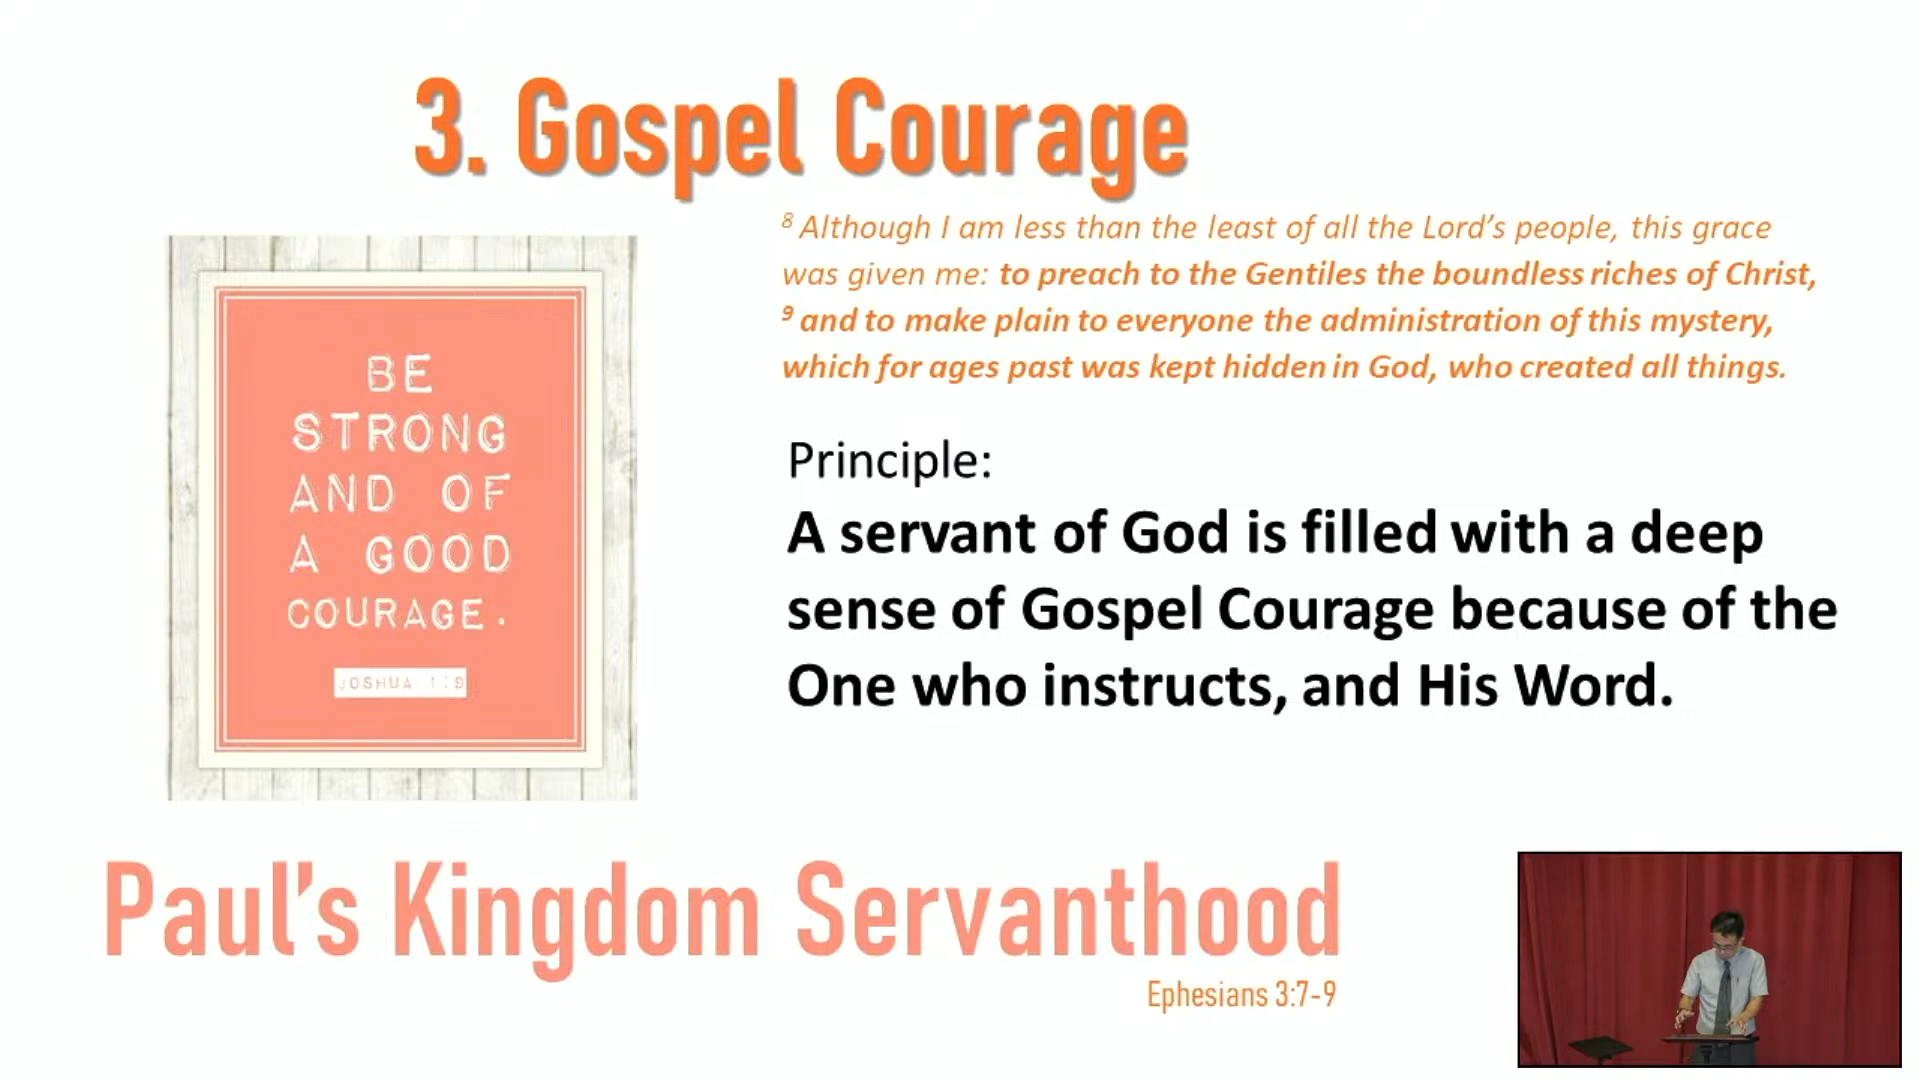 3. Gospel Courage
⁸ Although I am less than the least of all the Lord’s people, this grace
was given me: to preach to the Gentiles the boundless riches of Christ,
⁹ and to make plain to everyone the administration of this mystery,
which for ages past was kept hidden in God, who created all things.
BE
STRONG
AND OF
A GOOD
COURAGE.
JOSHUA 1:9
Principle:
A servant of God is filled with a deep
sense of Gospel Courage because of the
One who instructs, and His Word.
Paul’s Kingdom Servanthood
Ephesians 3:7-9